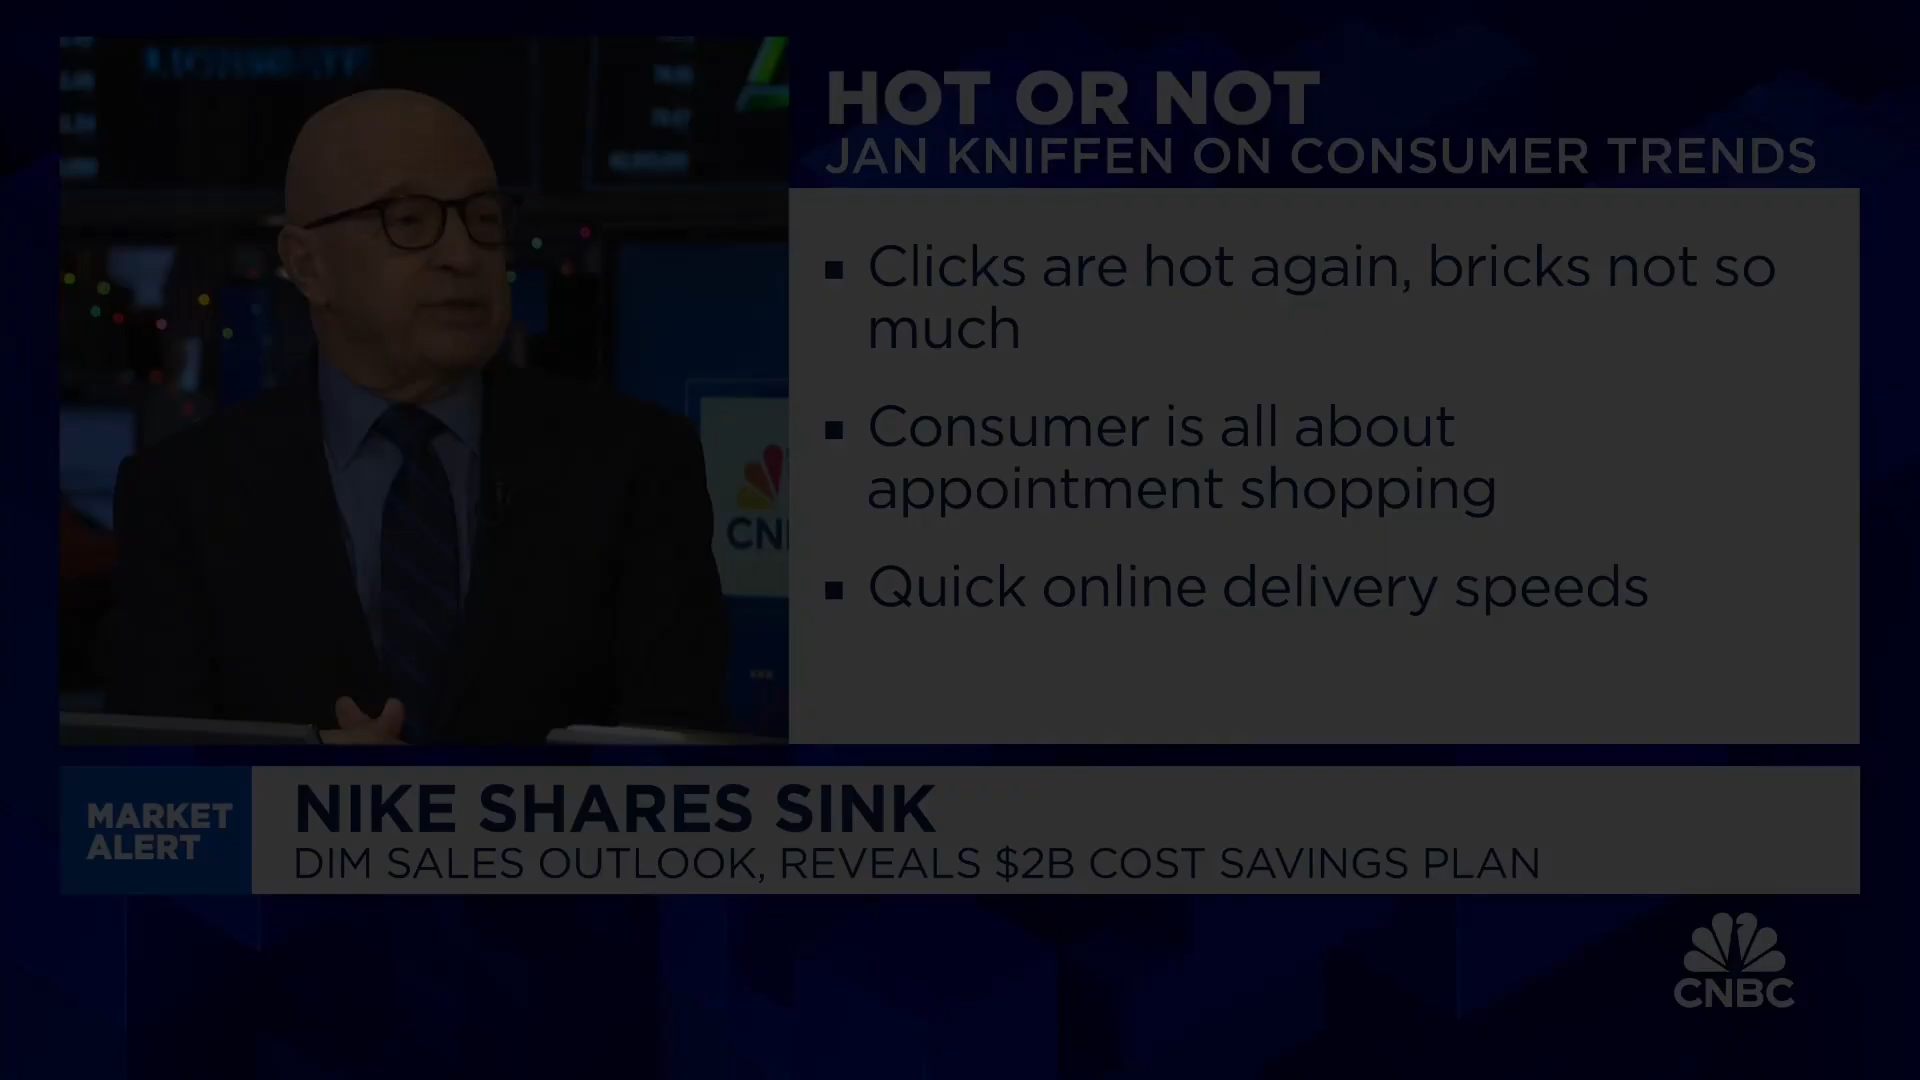 HOT OR NOT
JAN KNIFFEN ON CONSUMER TRENDS
Clicks are hot again, bricks not so
much
Consumer is all about
appointment shopping
Quick online delivery speeds
CN
MARKET
ALERT
NIKE SHARES SINK
DIM SALES OUTLOOK, REVEALS $2B COST SAVINGS PLAN
CNBC